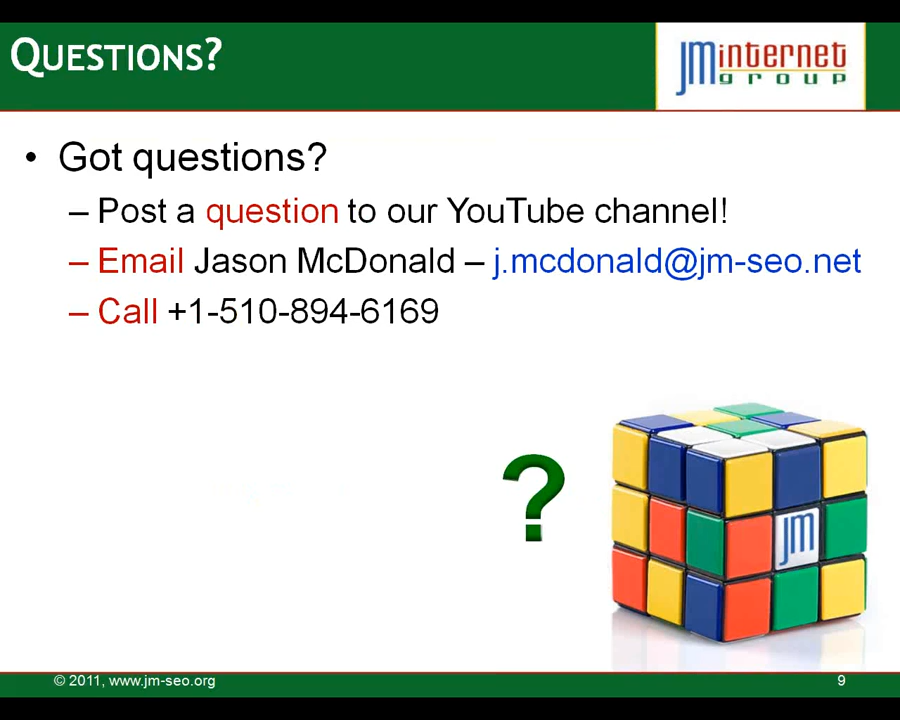 QUESTIONS?
JM internet
group
• Got questions?
– Post a question to our YouTube channel!
– Email Jason McDonald – j.mcdonald@jm-seo.net
– Call +1-510-894-6169
?
JM
© 2011, www.jm-seo.org
9